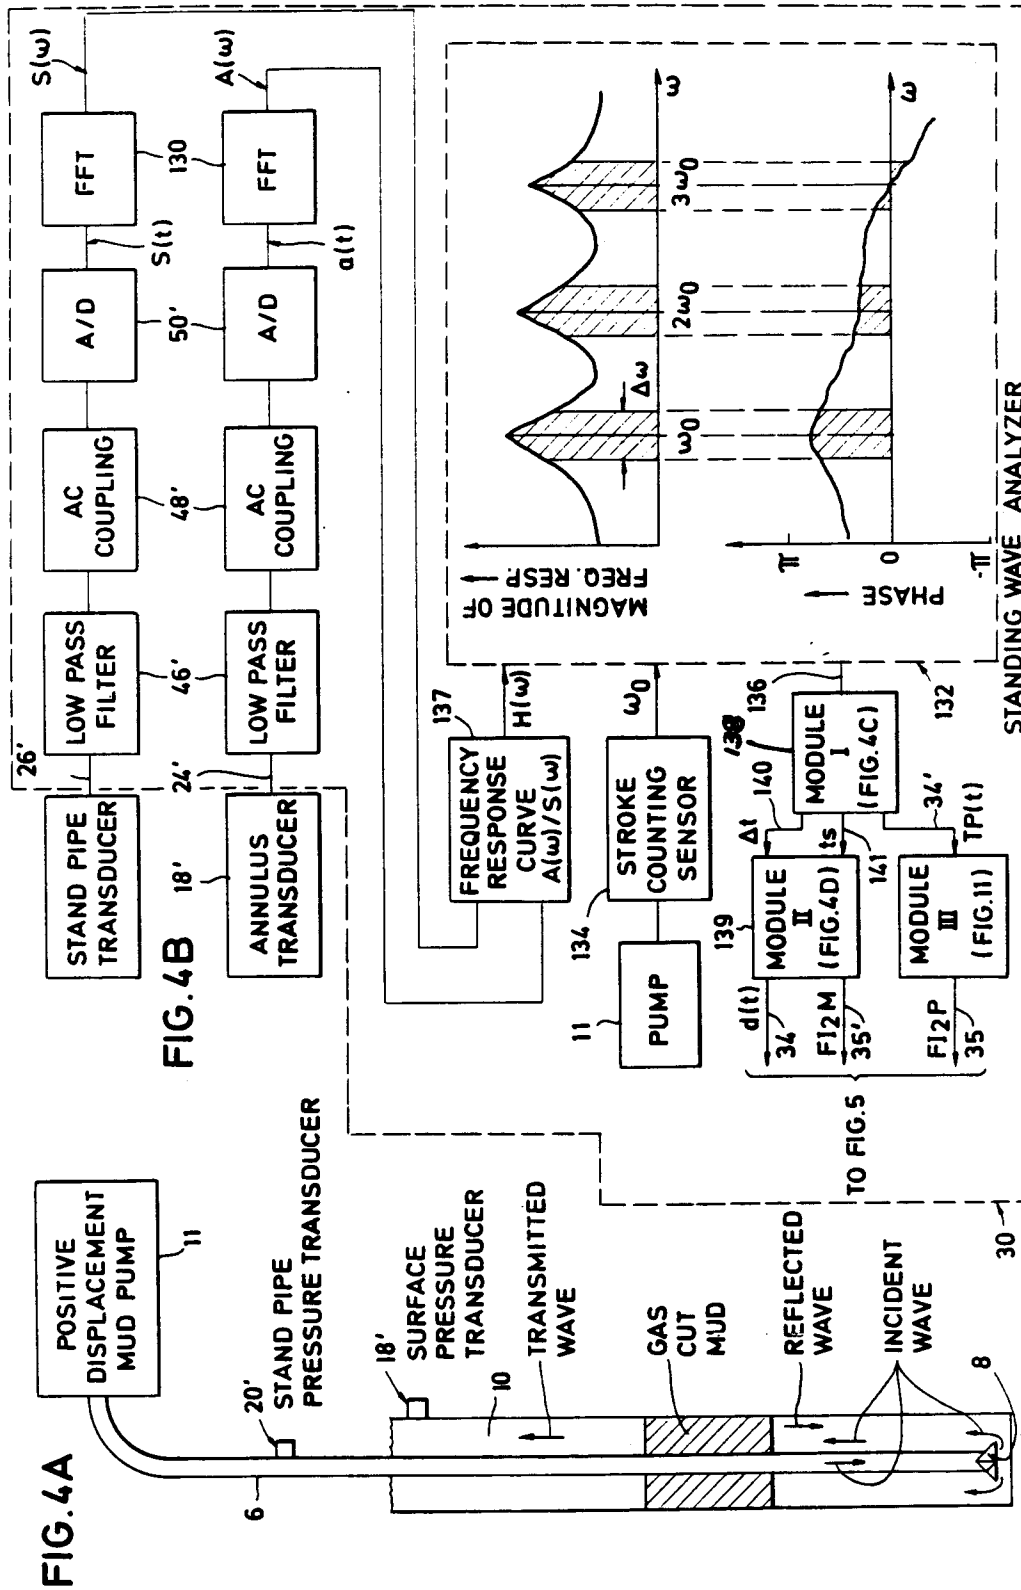 FIG. 4A
POSITIVE
DISPLACEMENT
MUD PUMP
11
20'
STAND PIPE
PRESSURE TRANSDUCER
6
18'
SURFACE
PRESSURE
TRANSDUCER
10
TRANSMITTED
WAVE
GAS
CUT
MUD
REFLECTED
WAVE
INCIDENT
WAVE
8
30
FIG. 4B
STAND PIPE
TRANSDUCER
26'
LOW PASS
FILTER
AC
COUPLING
A/D
S(t)
FFT
S(ω)
18'
46'
48'
50'
130
ANNULUS
TRANSDUCER
24'
LOW PASS
FILTER
AC
COUPLING
A/D
a(t)
FFT
A(ω)
FREQUENCY
RESPONSE
CURVE
A(ω)/S(ω)
137
H(ω)
11
PUMP
134
STROKE
COUNTING
SENSOR
ω0
MAGNITUDE OF
FREQ. RESP.
Δω
ω
ω0
2ω0
3ω0
PHASE
π
0
-π
ω
132
STANDING WAVE ANALYZER
136
MODULE
I
(FIG. 4C)
138
140
Δt
ts
141
34'
TP(t)
139
MODULE
II
(FIG. 4D)
MODULE
III
(FIG. 11)
d(t)
34
FI2M
35'
FI2P
35
TO FIG. 5